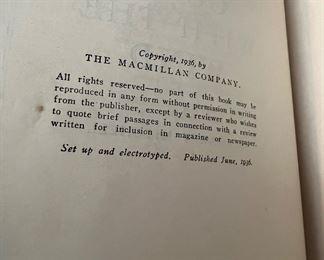 Copyright, 1936, by
THE MACMILLAN COMPANY.
All rights reserved—no part of this book may be
reproduced in any form without permission in writing
from the publisher, except by a reviewer who wishes
to quote brief passages in connection with a review
written for inclusion in magazine or newspaper.
Set up and electrotyped. Published June, 1936.